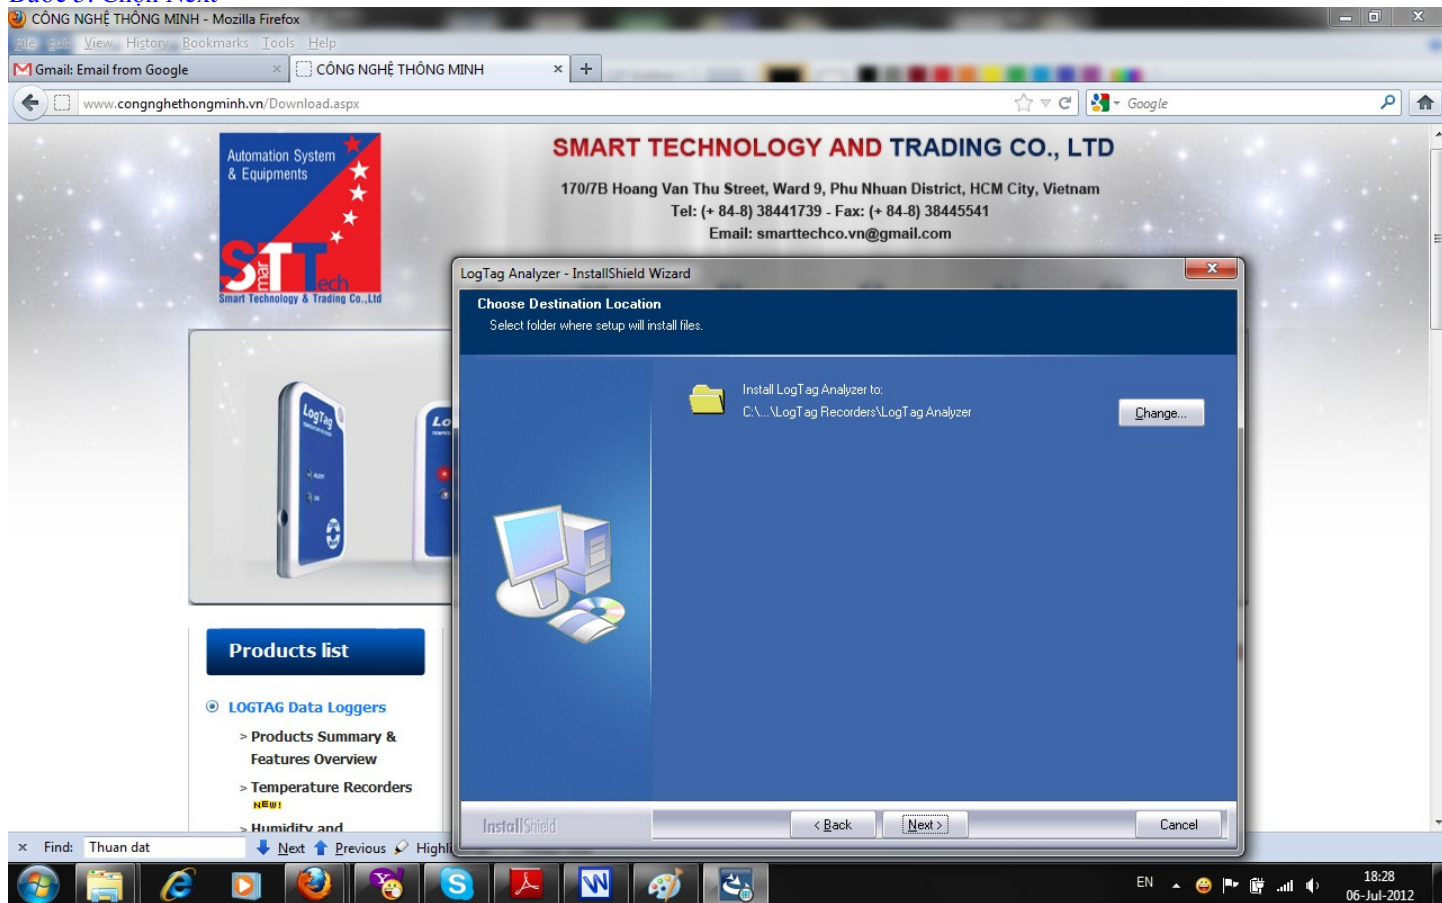 CÔNG NGHỆ THÔNG MINH - Mozilla Firefox
View History Bookmarks Tools Help
Gmail: Email from Google × CÔNG NGHỆ THÔNG MINH × +
www.congnghethongminh.vn/Download.aspx Google
Automation System
& Equipments
Smart Tech
Smart Technology & Trading Co.,Ltd
SMART TECHNOLOGY AND TRADING CO., LTD
170/7B Hoang Van Thu Street, Ward 9, Phu Nhuan District, HCM City, Vietnam
Tel: (+ 84-8) 38441739 - Fax: (+ 84-8) 38445541
Email: smarttechco.vn@gmail.com
LogTag
LogTag Analyzer - InstallShield Wizard
Choose Destination Location
Select folder where setup will install files.
Install LogTag Analyzer to:
C:\...\LogTag Recorders\LogTag Analyzer
Change...
InstallShield
< Back Next > Cancel
Products list
LOGTAG Data Loggers
> Products Summary &
Features Overview
> Temperature Recorders
NEW!
> Humidity and
× Find: Thuan dat Next Previous Highli
EN 18:28
06-Jul-2012